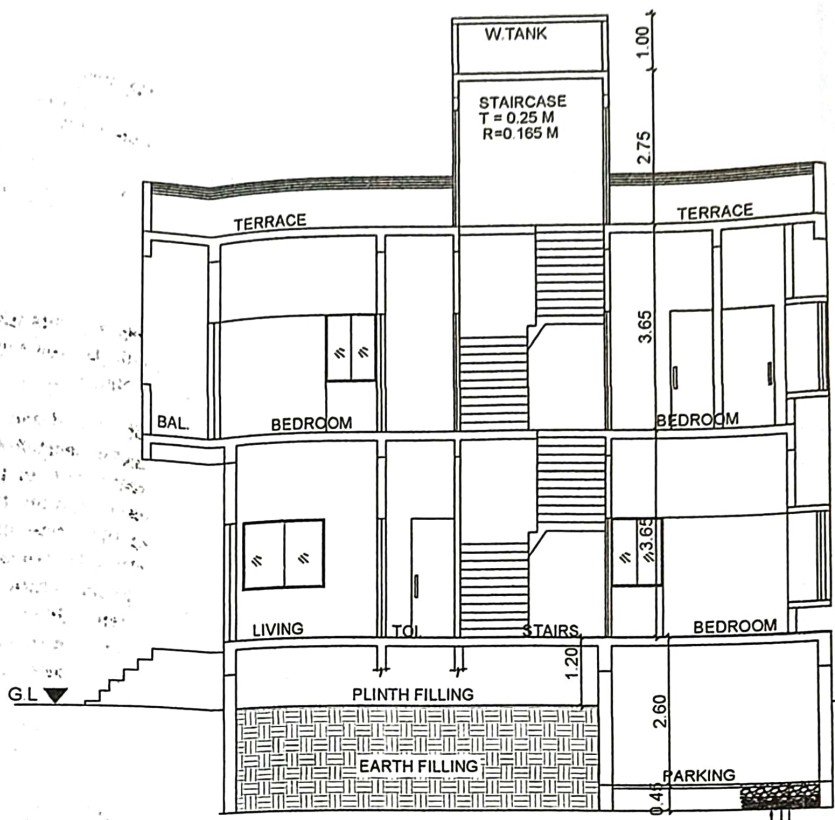 W.TANK
1.00
STAIRCASE
T = 0.25 M
R=0.165 M
2.75
TERRACE
TERRACE
3.65
BAL.
BEDROOM
BEDROOM
3.65
LIVING
TOI.
STAIRS
BEDROOM
1.20
G.L
PLINTH FILLING
2.60
EARTH FILLING
PARKING
0.45